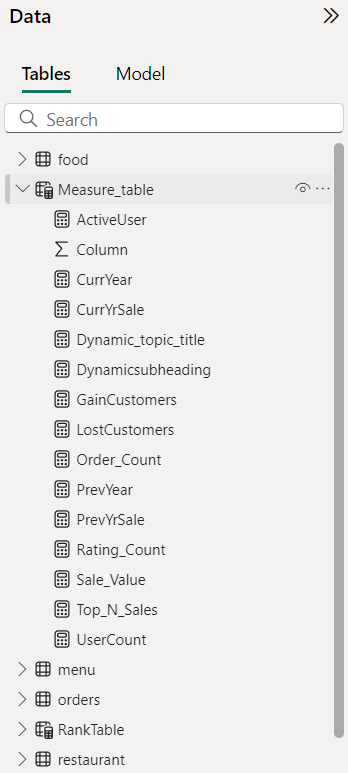 Data
Tables Model
Search
food
Measure_table
ActiveUser
Column
CurrYear
CurrYrSale
Dynamic_topic_title
Dynamicsubheading
GainCustomers
LostCustomers
Order_Count
PrevYear
PrevYrSale
Rating_Count
Sale_Value
Top_N_Sales
UserCount
menu
orders
RankTable
restaurant